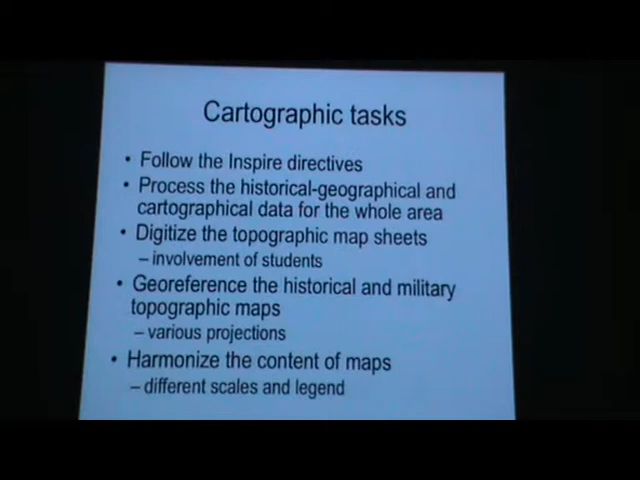 Cartographic tasks
• Follow the Inspire directives
• Process the historical-geographical and
cartographical data for the whole area
• Digitize the topographic map sheets
– involvement of students
• Georeference the historical and military
topographic maps
– various projections
• Harmonize the content of maps
– different scales and legend